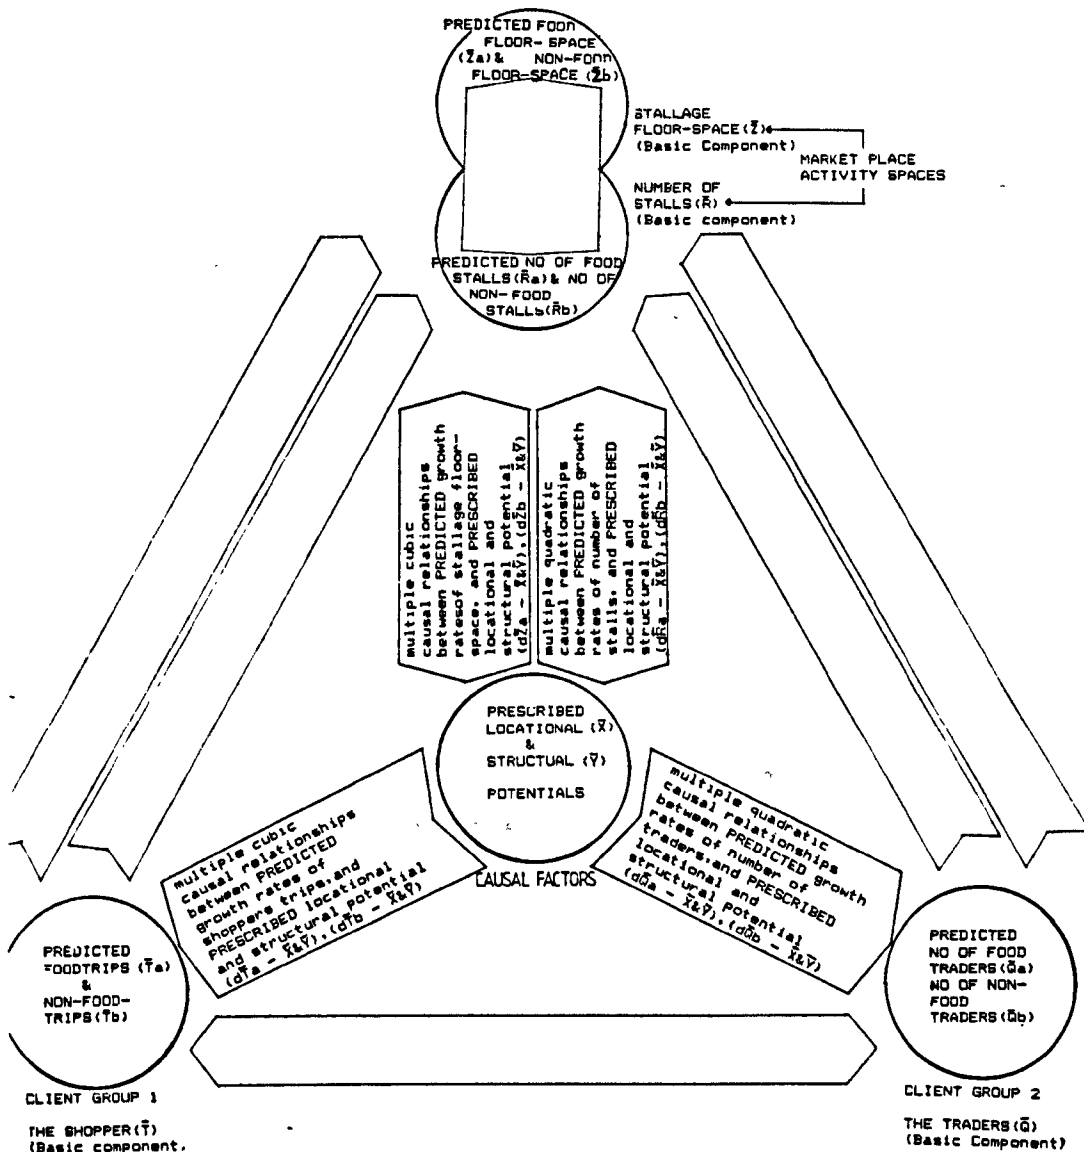 PREDICTED FOOD
FLOOR- SPACE
(Z̄a)& NON-FOOD
FLOOR-SPACE (Z̄b)
STALLAGE
FLOOR-SPACE(Z̄)
(Basic Component)
MARKET PLACE
ACTIVITY SPACES
NUMBER OF
STALLS(R̄)
(Basic component)
PREDICTED NO OF FOOD
STALLS(R̄a)& NO OF
NON-FOOD
STALLS(R̄b)
multiple cubic
causal relationships
between PREDICTED growth
ratesof stallage floor-
space, and PRESCRIBED
locational and
structural potential
(dZ̄a - X̄&Ȳ),(dZ̄b - X̄&Ȳ)
multiple quadratic
causal relationships
between PREDICTED growth
rates of number of
stalls, and PRESCRIBED
locational and
structural potential
(dR̄a - X̄&Ȳ),(dR̄b - X̄&Ȳ)
PRESCRIBED
LOCATIONAL (X̄)
&
STRUCTUAL (Ȳ)
POTENTIALS
CAUSAL FACTORS
multiple cubic
causal relationships
between PREDICTED
growth rates of
shoppers trips,and
PRESCRIBED locational
and structural potential
(dT̄a - X̄&Ȳ),(dT̄b - X̄&Ȳ)
multiple quadratic
causal relationships
between PREDICTED growth
rates of number of
traders,and PRESCRIBED
locational and
structural potential
(dQ̄a - X̄&Ȳ),(dQ̄b - X̄&Ȳ)
PREDICTED
FOODTRIPS (T̄a)
&
NON-FOOD-
TRIPS(T̄b)
PREDICTED
NO OF FOOD
TRADERS(Q̄a)
NO OF NON-
FOOD
TRADERS(Q̄b)
CLIENT GROUP 1
THE SHOPPER(T̄)
(Basic component.
CLIENT GROUP 2
THE TRADERS(Q̄)
(Basic Component)